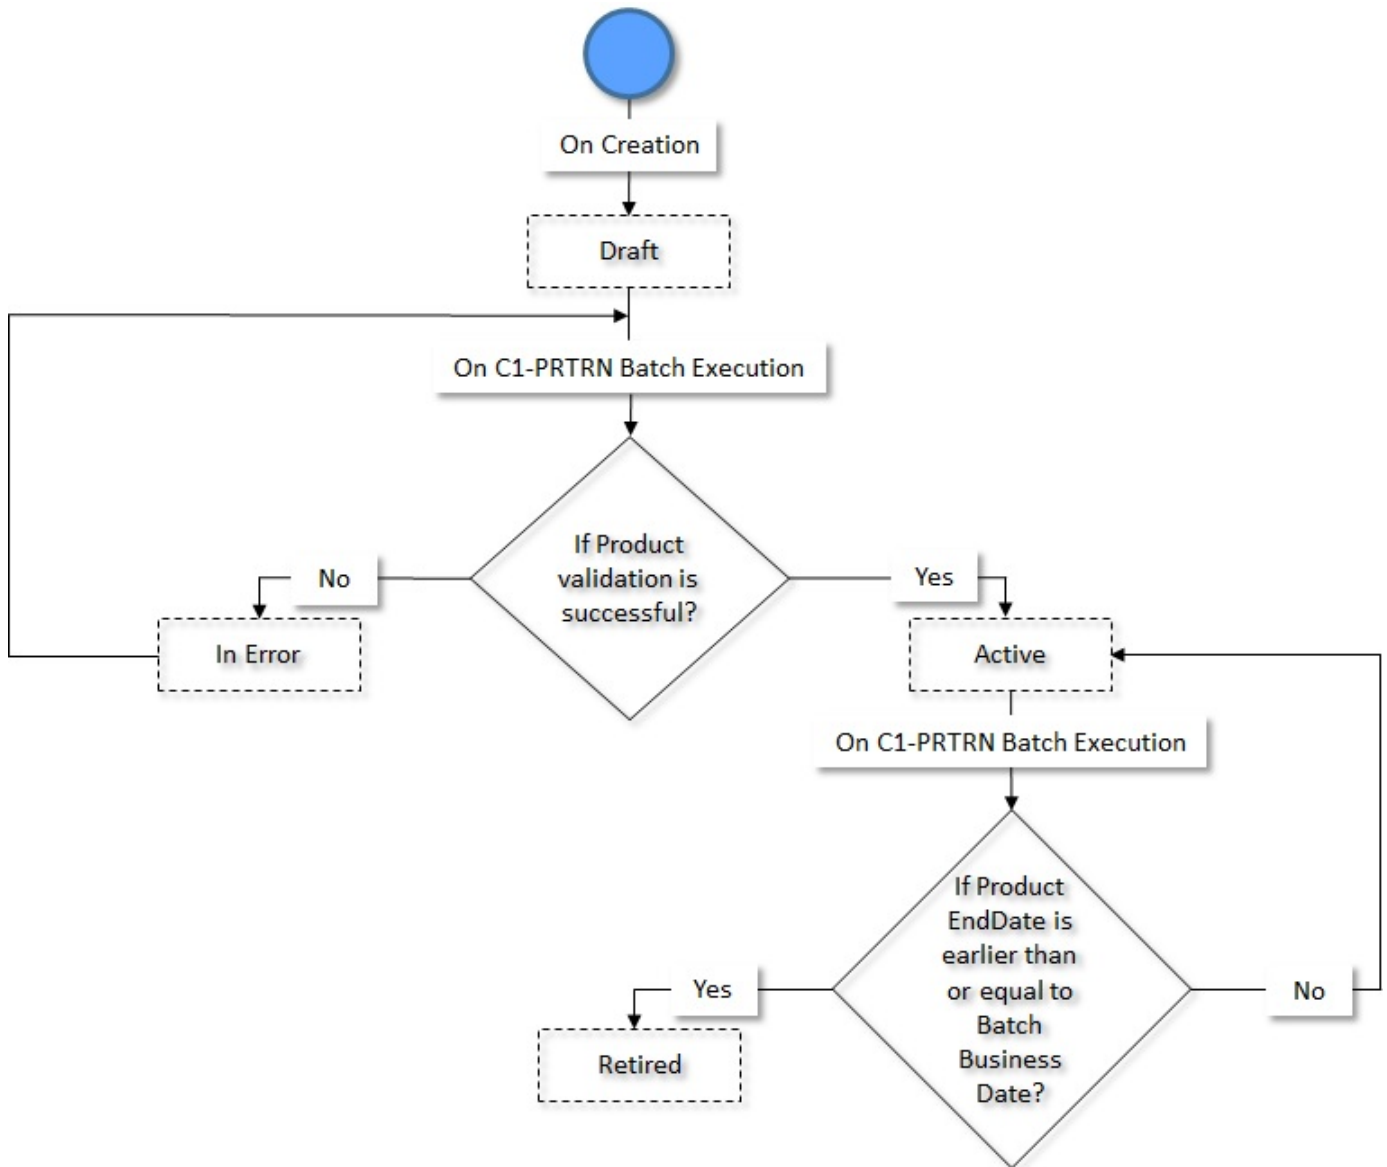 On Creation
Draft
On C1-PRTRN Batch Execution
If Product
validation is
successful?
No
Yes
In Error
Active
On C1-PRTRN Batch Execution
If Product
EndDate is
earlier than
or equal to
Batch
Business
Date?
Yes
No
Retired